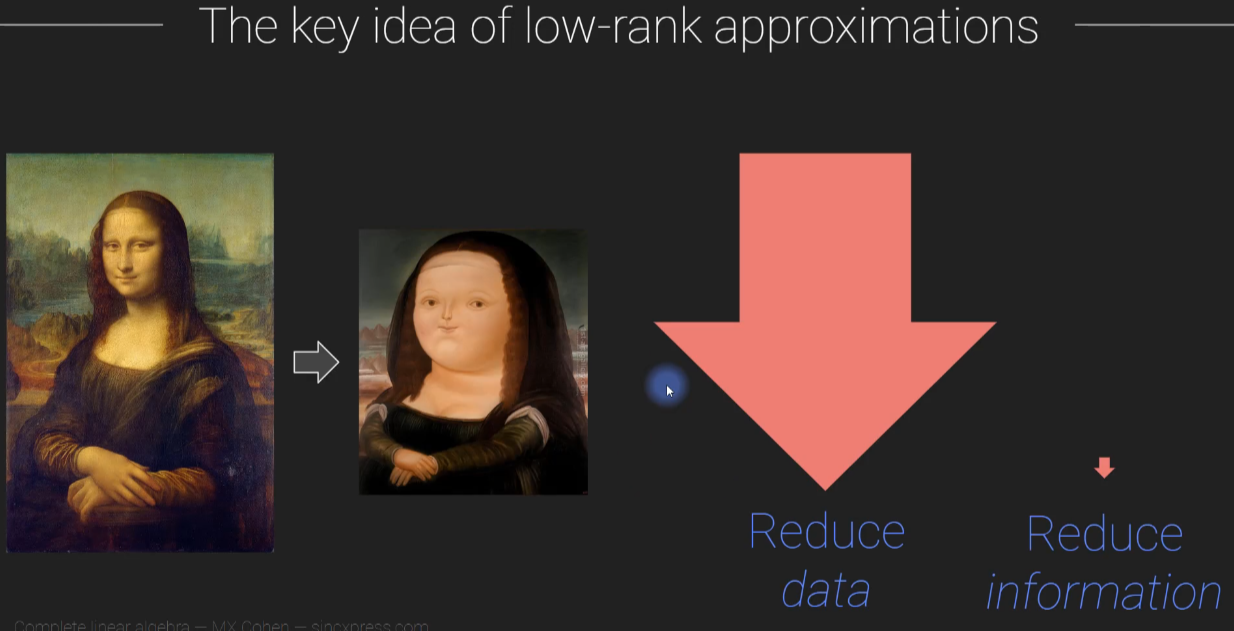 The key idea of low-rank approximations
Reduce
data
Reduce
information
Complete linear algebra — MX Cohen — sincxpress.com